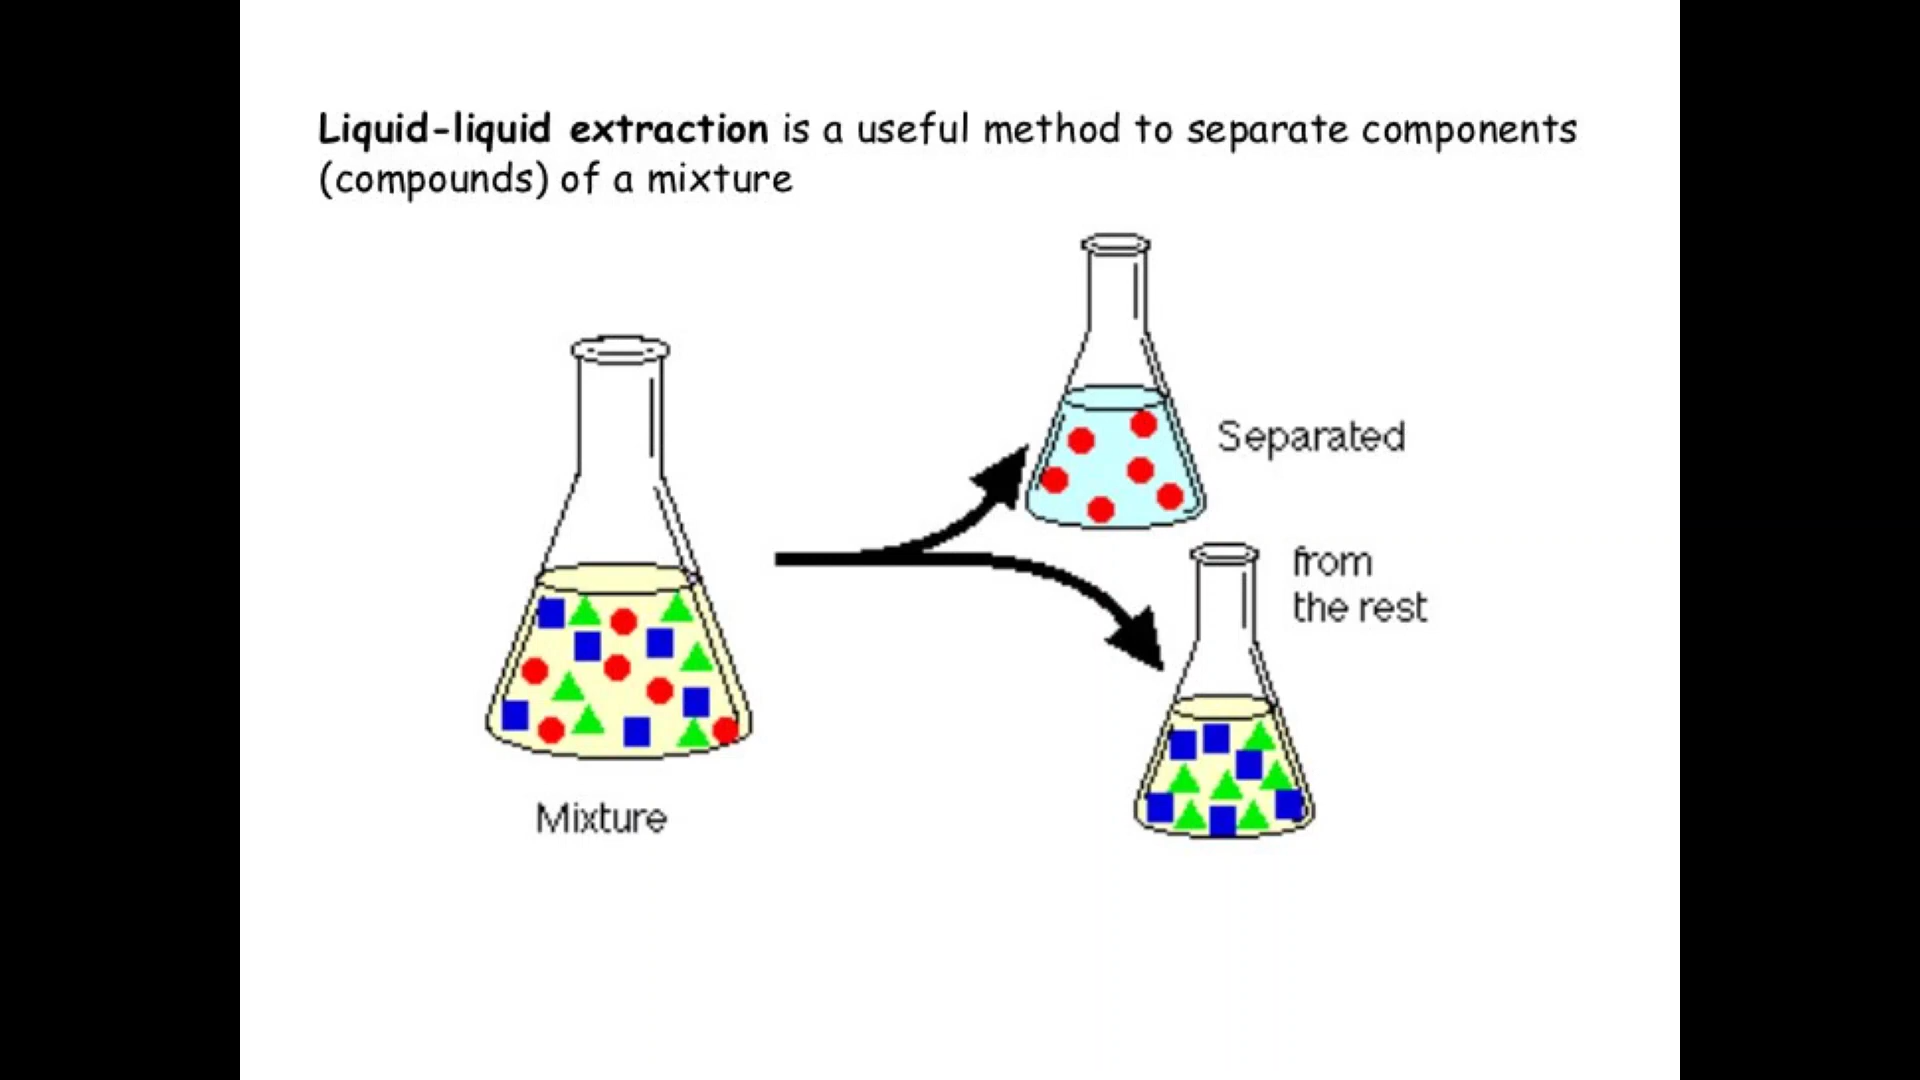 Liquid-liquid extraction is a useful method to separate components
(compounds) of a mixture
Separated
from
the rest
Mixture